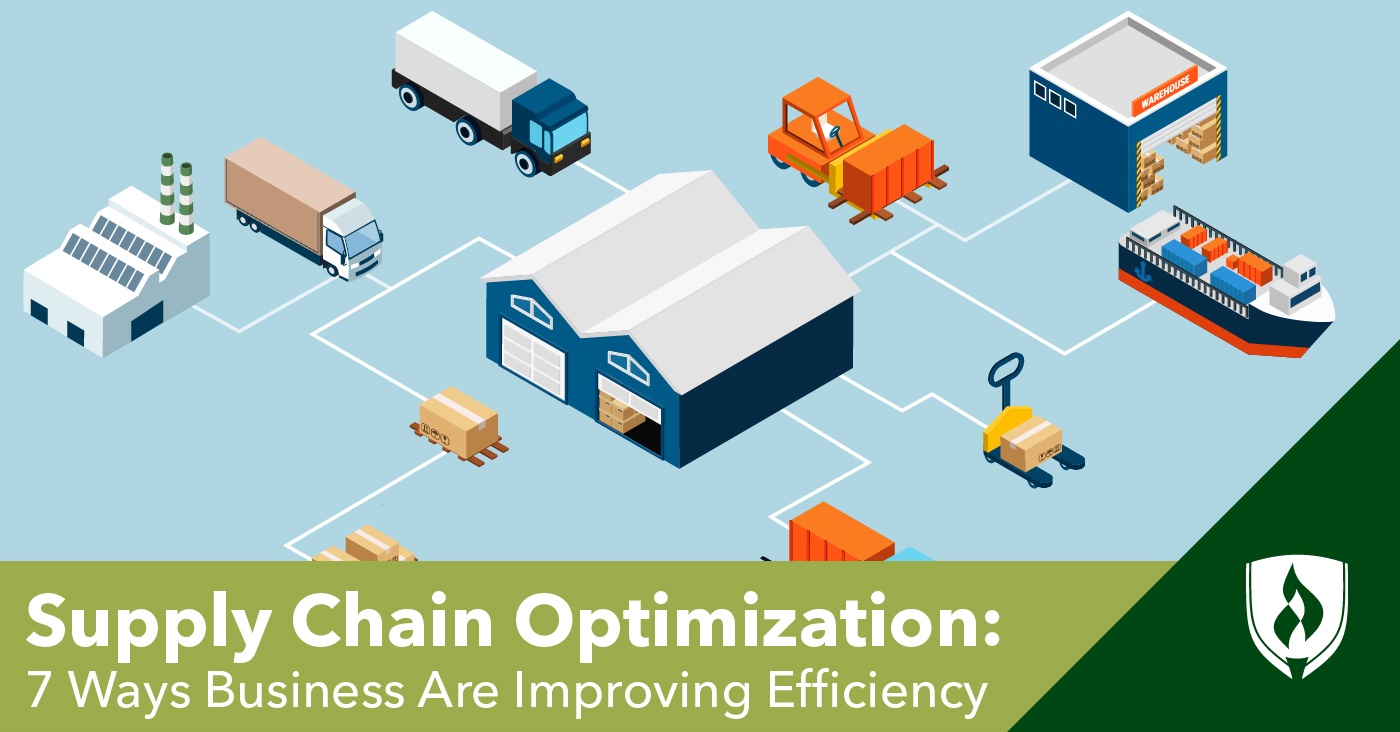 WAREHOUSE
Supply Chain Optimization:
7 Ways Business Are Improving Efficiency